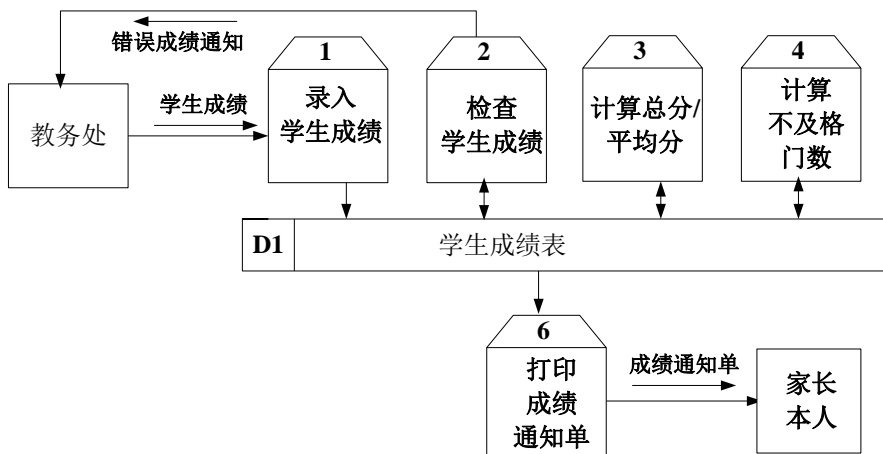 错误成绩通知
1
2
3
4
教务处
学生成绩
录入
学生成绩
检查
学生成绩
计算总分/
平均分
计算
不及格
门数
D1
学生成绩表
6
打印
成绩
通知单
成绩通知单
家长
本人